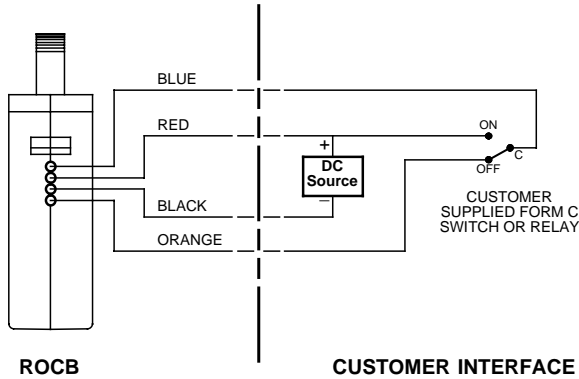 BLUE
RED
ON
+
C
DC
Source
OFF
–
BLACK
CUSTOMER
SUPPLIED FORM C
SWITCH OR RELAY
ORANGE
ROCB
CUSTOMER INTERFACE